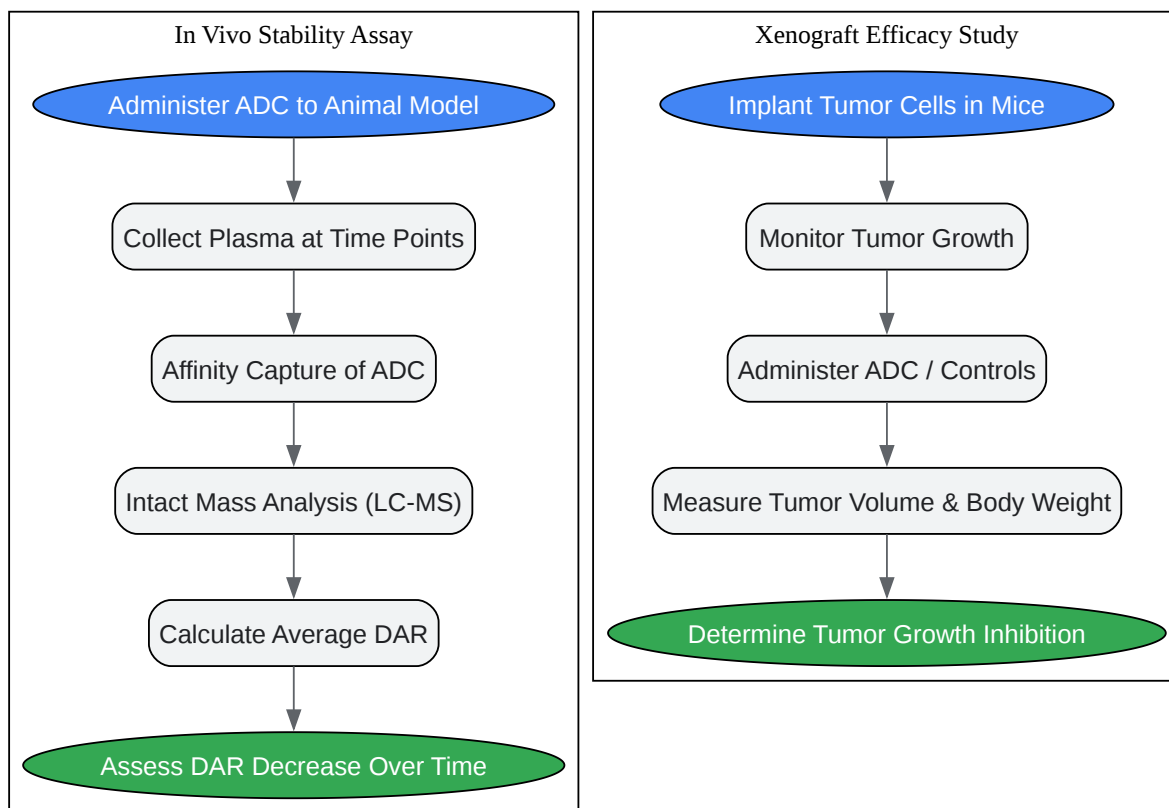 In Vivo Stability Assay
Administer ADC to Animal Model
Collect Plasma at Time Points
Affinity Capture of ADC
Intact Mass Analysis (LC-MS)
Calculate Average DAR
Assess DAR Decrease Over Time
Xenograft Efficacy Study
Implant Tumor Cells in Mice
Monitor Tumor Growth
Administer ADC / Controls
Measure Tumor Volume & Body Weight
Determine Tumor Growth Inhibition